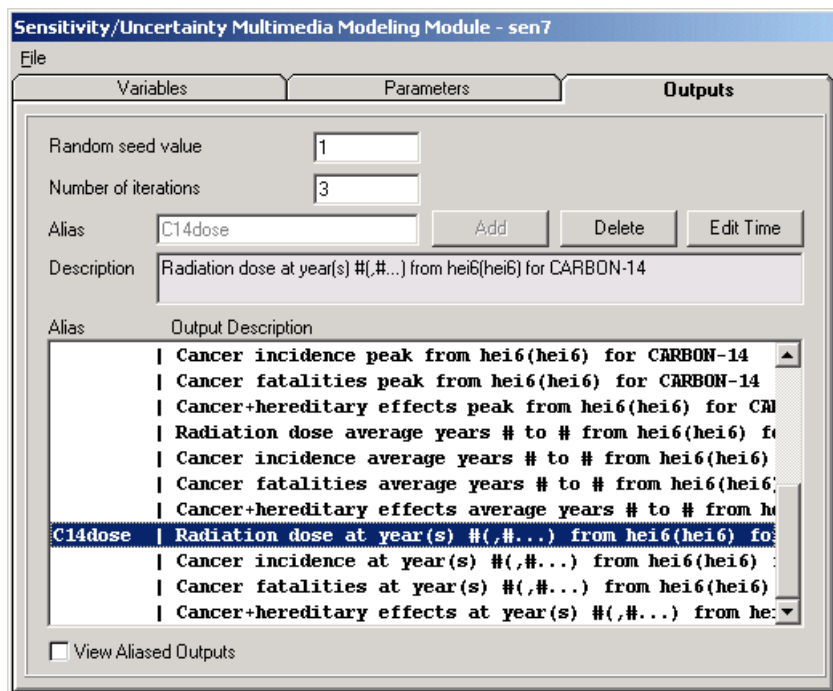 Sensitivity/Uncertainty Multimedia Modeling Module - sen7
File
Variables Parameters Outputs
Random seed value 1
Number of iterations 3
Alias C14dose Add Delete Edit Time
Description Radiation dose at year(s) #(,#...) from hei6(hei6) for CARBON-14
Alias Output Description
| Cancer incidence peak from hei6(hei6) for CARBON-14
| Cancer fatalities peak from hei6(hei6) for CARBON-14
| Cancer+hereditary effects peak from hei6(hei6) for CA
| Radiation dose average years # to # from hei6(hei6) f
| Cancer incidence average years # to # from hei6(hei6)
| Cancer fatalities average years # to # from hei6(hei6)
| Cancer+hereditary effects average years # to # from h
C14dose | Radiation dose at year(s) #(,#...) from hei6(hei6) fo
| Cancer incidence at year(s) #(,#...) from hei6(hei6)
| Cancer fatalities at year(s) #(,#...) from hei6(hei6)
| Cancer+hereditary effects at year(s) #(,#...) from he
View Aliased Outputs